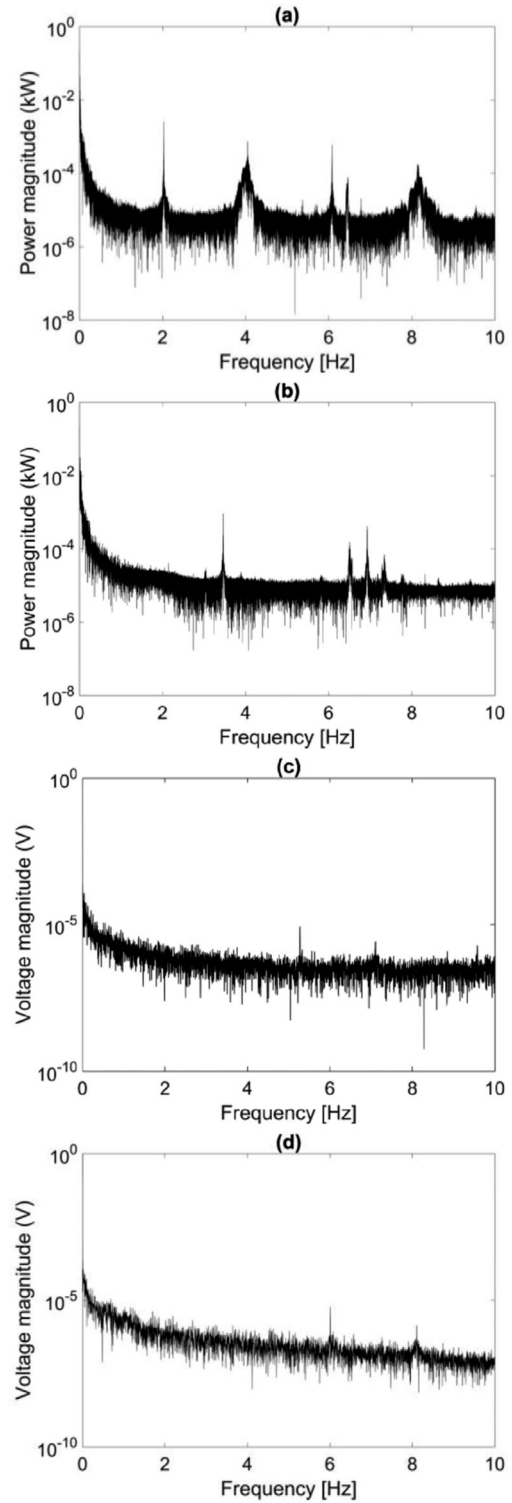 (a)
10^0
10^-2
10^-4
10^-6
10^-8
Power magnitude (kW)
0 2 4 6 8 10
Frequency [Hz]
(b)
10^0
10^-2
10^-4
10^-6
10^-8
Power magnitude (kW)
0 2 4 6 8 10
Frequency [Hz]
(c)
10^0
10^-5
10^-10
Voltage magnitude (V)
0 2 4 6 8 10
Frequency [Hz]
(d)
10^0
10^-5
10^-10
Voltage magnitude (V)
0 2 4 6 8 10
Frequency [Hz]